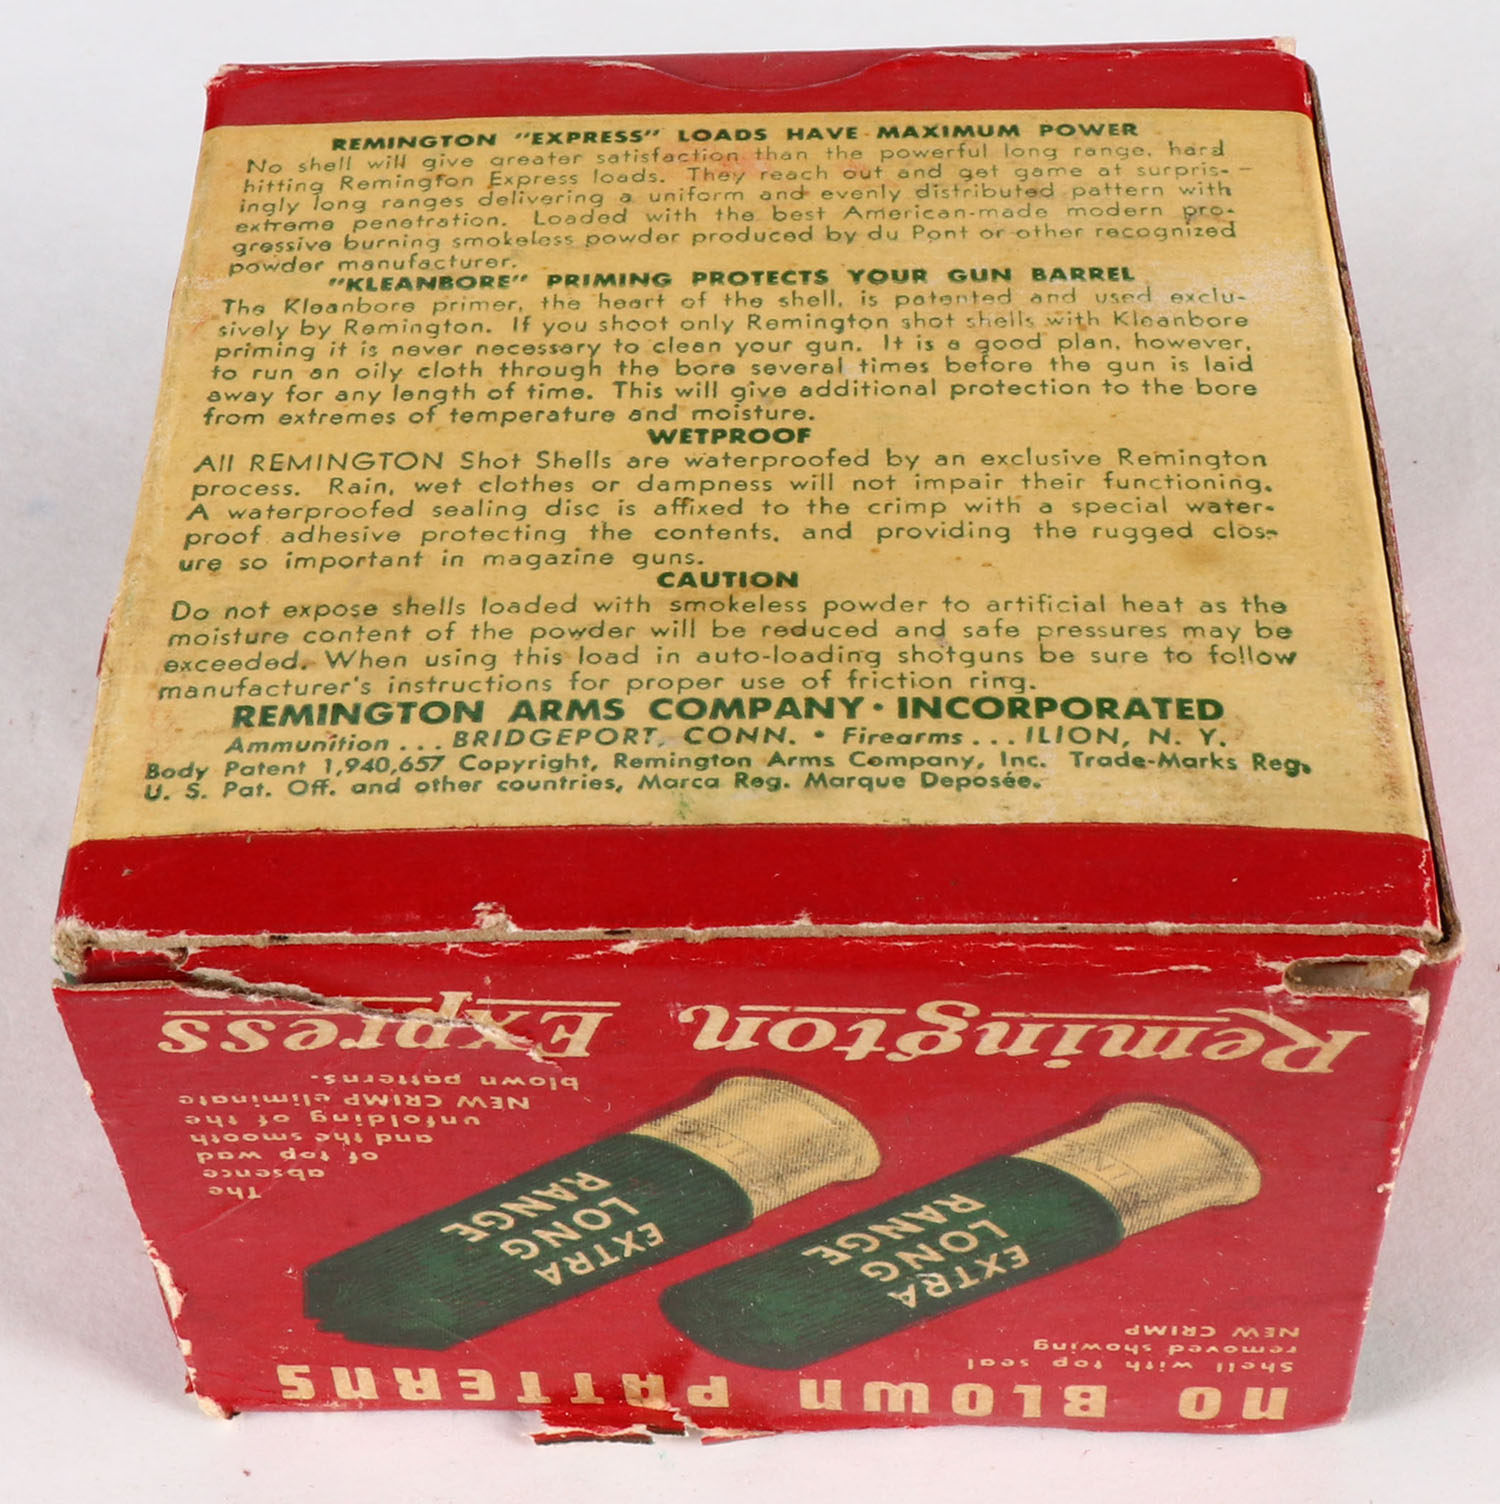 REMINGTON "EXPRESS" LOADS HAVE MAXIMUM POWER
No shell will give greater satisfaction than the powerful long range, hard
hitting Remington Express loads. They reach out and get game at surpris-
ingly long ranges delivering a uniform and evenly distributed pattern with
extreme penetration. Loaded with the best American-made modern pro-
gressive burning smokeless powder produced by du Pont or other recognized
powder manufacturer.
"KLEANBORE" PRIMING PROTECTS YOUR GUN BARREL
The Kleanbore primer, the heart of the shell, is patented and used exclu-
sively by Remington. If you shoot only Remington shot shells with Kleanbore
priming it is never necessary to clean your gun. It is a good plan, however,
to run an oily cloth through the bore several times before the gun is laid
away for any length of time. This will give additional protection to the bore
from extremes of temperature and moisture.
WETPROOF
All REMINGTON Shot Shells are waterproofed by an exclusive Remington
process. Rain, wet clothes or dampness will not impair their functioning.
A waterproofed sealing disc is affixed to the crimp with a special water-
proof adhesive protecting the contents, and providing the rugged clos-
ure so important in magazine guns.
CAUTION
Do not expose shells loaded with smokeless powder to artificial heat as the
moisture content of the powder will be reduced and safe pressures may be
exceeded. When using this load in auto-loading shotguns be sure to follow
manufacturer's instructions for proper use of friction ring.
REMINGTON ARMS COMPANY · INCORPORATED
Ammunition ... BRIDGEPORT, CONN. • Firearms ... ILION, N. Y.
Body Patent 1,940,657 Copyright, Remington Arms Company, Inc. Trade-Marks Reg.
U. S. Pat. Off. and other countries, Marca Reg. Marque Deposée.
NO BLOWN PATTERNS
Shell with top seal
removed showing
NEW CRIMP
EXTRA
LONG
RANGE
EXTRA
LONG
RANGE
The
absence
of top wad
and the smooth
unfolding of the
NEW CRIMP eliminate
blown patterns.
Remington Express